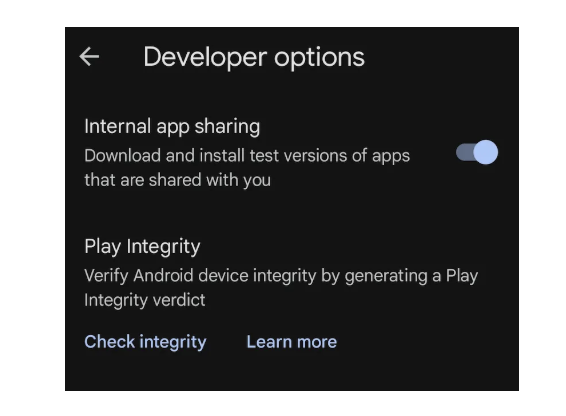 Developer options
Internal app sharing
Download and install test versions of apps
that are shared with you
Play Integrity
Verify Android device integrity by generating a Play
Integrity verdict
Check integrity Learn more